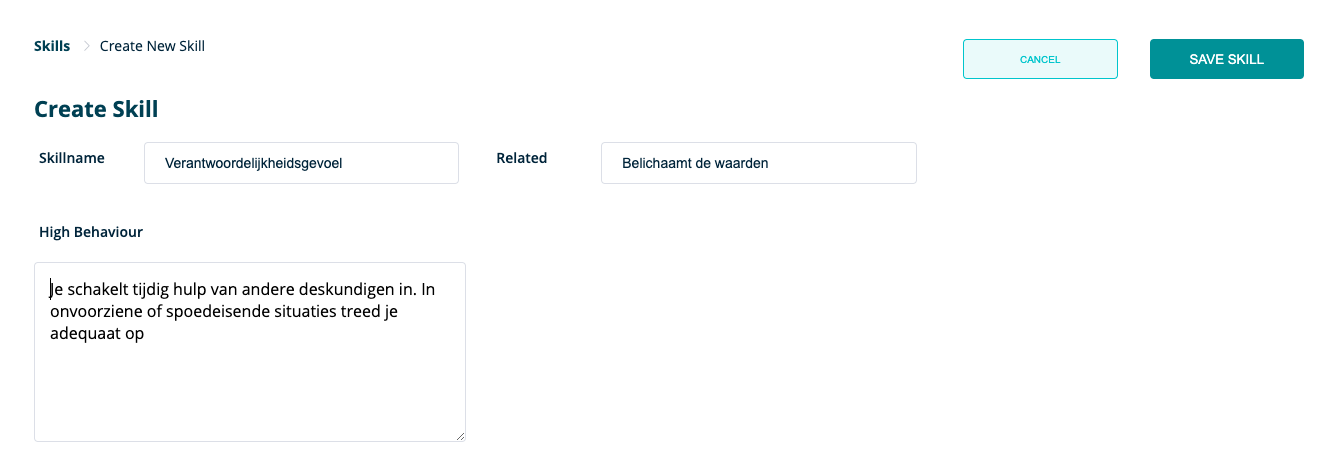 Skills > Create New Skill
CANCEL
SAVE SKILL
Create Skill
Skillname
Verantwoordelijkheidsgevoel
Related
Belichaamt de waarden
High Behaviour
Je schakelt tijdig hulp van andere deskundigen in. In
onvoorziene of spoedeisende situaties treed je
adequaat op